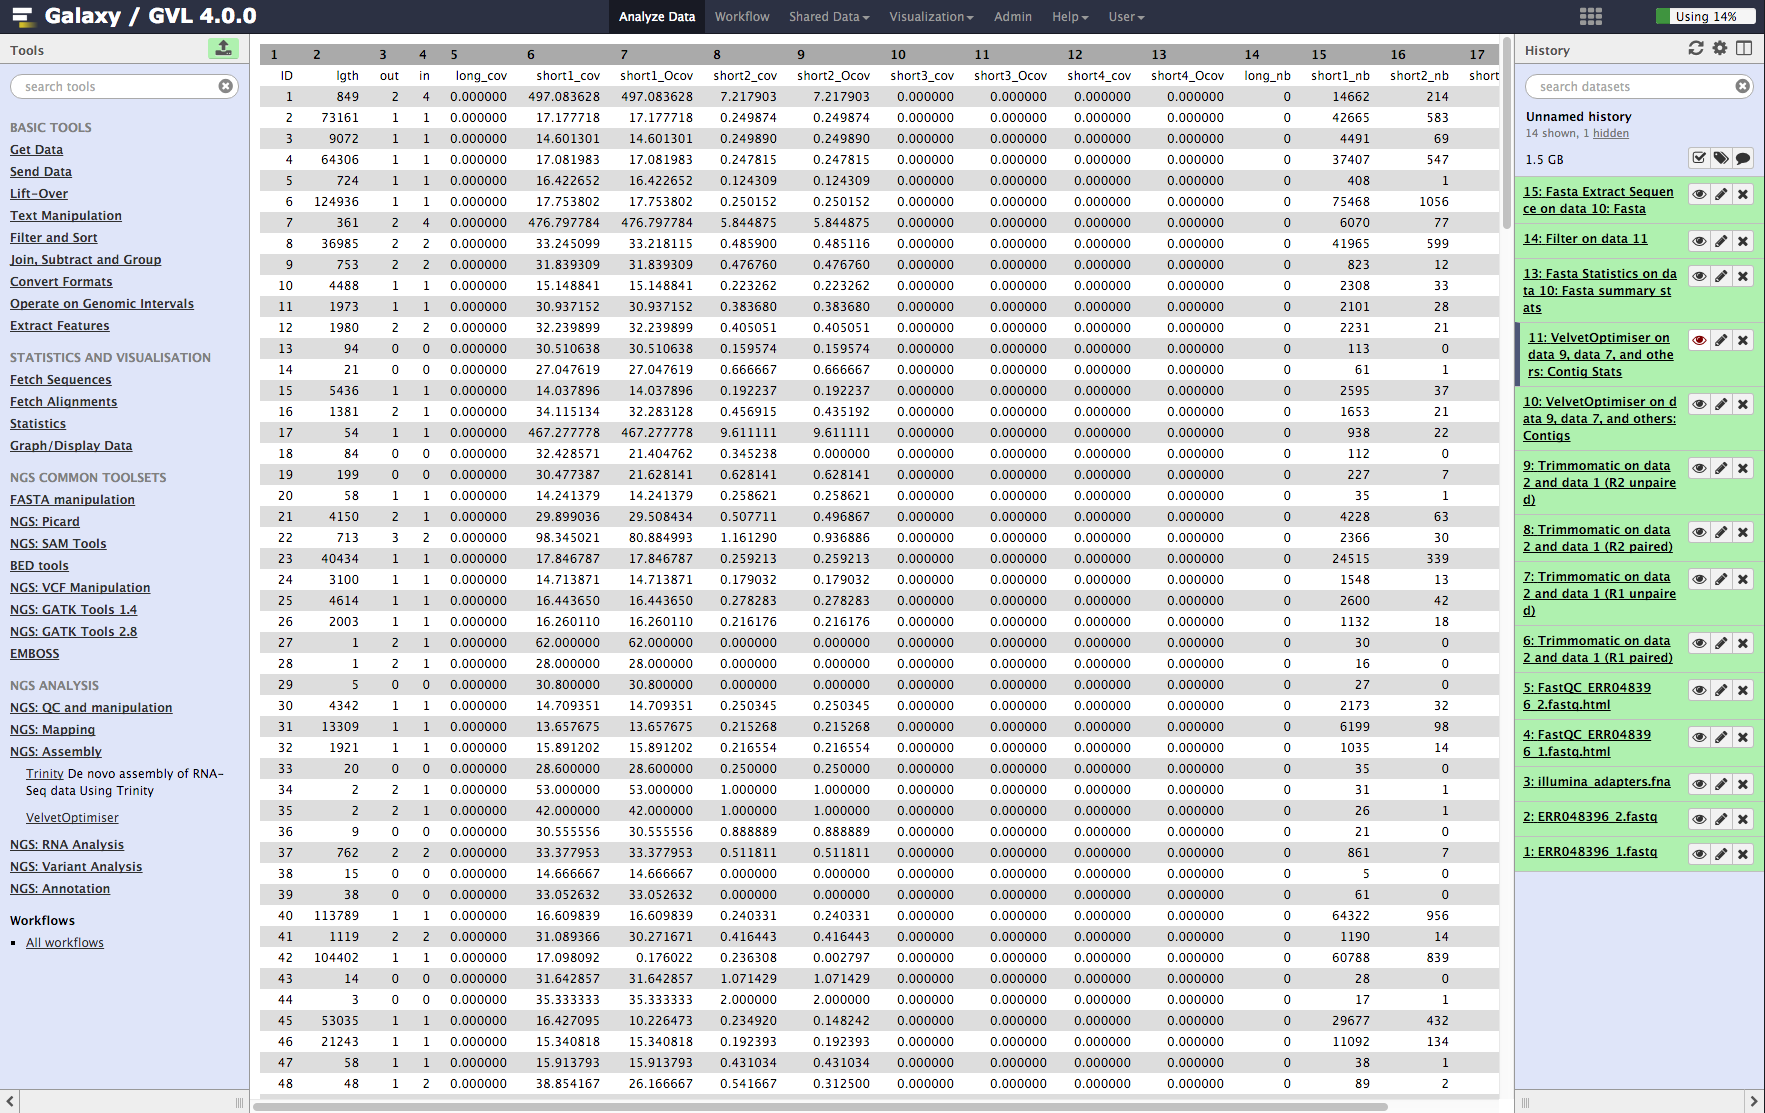 Galaxy / GVL 4.0.0
Analyze Data Workflow Shared Data Visualization Admin Help User
Using 14%
Tools
search tools
BASIC TOOLS
Get Data
Send Data
Lift-Over
Text Manipulation
Filter and Sort
Join, Subtract and Group
Convert Formats
Operate on Genomic Intervals
Extract Features
STATISTICS AND VISUALISATION
Fetch Sequences
Fetch Alignments
Statistics
Graph/Display Data
NGS COMMON TOOLSETS
FASTA manipulation
NGS: Picard
NGS: SAM Tools
BED tools
NGS: VCF Manipulation
NGS: GATK Tools 1.4
NGS: GATK Tools 2.8
EMBOSS
NGS ANALYSIS
NGS: QC and manipulation
NGS: Mapping
NGS: Assembly
Trinity De novo assembly of RNA-
Seq data Using Trinity
VelvetOptimiser
NGS: RNA Analysis
NGS: Variant Analysis
NGS: Annotation
Workflows
All workflows
1 2 3 4 5 6 7 8 9 10 11 12 13 14 15 16 17
ID lgth out in long_cov short1_cov short1_Ocov short2_cov short2_Ocov short3_cov short3_Ocov short4_cov short4_Ocov long_nb short1_nb short2_nb short
1 849 2 4 0.000000 497.083628 497.083628 7.217903 7.217903 0.000000 0.000000 0.000000 0.000000 0 14662 214
2 73161 1 1 0.000000 17.177718 17.177718 0.249874 0.249874 0.000000 0.000000 0.000000 0.000000 0 42665 583
3 9072 1 1 0.000000 14.601301 14.601301 0.249890 0.249890 0.000000 0.000000 0.000000 0.000000 0 4491 69
4 64306 1 1 0.000000 17.081983 17.081983 0.247815 0.247815 0.000000 0.000000 0.000000 0.000000 0 37407 547
5 724 1 1 0.000000 16.422652 16.422652 0.124309 0.124309 0.000000 0.000000 0.000000 0.000000 0 408 1
6 124936 1 1 0.000000 17.753802 17.753802 0.250152 0.250152 0.000000 0.000000 0.000000 0.000000 0 75468 1056
7 361 2 4 0.000000 476.797784 476.797784 5.844875 5.844875 0.000000 0.000000 0.000000 0.000000 0 6070 77
8 36985 2 2 0.000000 33.245099 33.218115 0.485900 0.485116 0.000000 0.000000 0.000000 0.000000 0 41965 599
9 753 2 2 0.000000 31.839309 31.839309 0.476760 0.476760 0.000000 0.000000 0.000000 0.000000 0 823 12
10 4488 1 1 0.000000 15.148841 15.148841 0.223262 0.223262 0.000000 0.000000 0.000000 0.000000 0 2308 33
11 1973 1 1 0.000000 30.937152 30.937152 0.383680 0.383680 0.000000 0.000000 0.000000 0.000000 0 2101 28
12 1980 2 2 0.000000 32.239899 32.239899 0.405051 0.405051 0.000000 0.000000 0.000000 0.000000 0 2231 21
13 94 0 0 0.000000 30.510638 30.510638 0.159574 0.159574 0.000000 0.000000 0.000000 0.000000 0 113 0
14 21 0 0 0.000000 27.047619 27.047619 0.666667 0.666667 0.000000 0.000000 0.000000 0.000000 0 61 1
15 5436 1 1 0.000000 14.037896 14.037896 0.192237 0.192237 0.000000 0.000000 0.000000 0.000000 0 2595 37
16 1381 2 1 0.000000 34.115134 32.283128 0.456915 0.435192 0.000000 0.000000 0.000000 0.000000 0 1653 21
17 54 1 1 0.000000 467.277778 467.277778 9.611111 9.611111 0.000000 0.000000 0.000000 0.000000 0 938 22
18 84 0 0 0.000000 32.428571 21.404762 0.345238 0.000000 0.000000 0.000000 0.000000 0.000000 0 112 0
19 199 0 0 0.000000 30.477387 21.628141 0.628141 0.628141 0.000000 0.000000 0.000000 0.000000 0 227 7
20 58 1 1 0.000000 14.241379 14.241379 0.258621 0.258621 0.000000 0.000000 0.000000 0.000000 0 35 1
21 4150 2 1 0.000000 29.899036 29.508434 0.507711 0.496867 0.000000 0.000000 0.000000 0.000000 0 4228 63
22 713 3 2 0.000000 98.345021 80.884993 1.161290 0.936886 0.000000 0.000000 0.000000 0.000000 0 2366 30
23 40434 1 1 0.000000 17.846787 17.846787 0.259213 0.259213 0.000000 0.000000 0.000000 0.000000 0 24515 339
24 3100 1 1 0.000000 14.713871 14.713871 0.179032 0.179032 0.000000 0.000000 0.000000 0.000000 0 1548 13
25 4614 1 1 0.000000 16.443650 16.443650 0.278283 0.278283 0.000000 0.000000 0.000000 0.000000 0 2600 42
26 2003 1 1 0.000000 16.260110 16.260110 0.216176 0.216176 0.000000 0.000000 0.000000 0.000000 0 1132 18
27 1 2 1 0.000000 62.000000 62.000000 0.000000 0.000000 0.000000 0.000000 0.000000 0.000000 0 30 0
28 1 2 1 0.000000 28.000000 28.000000 0.000000 0.000000 0.000000 0.000000 0.000000 0.000000 0 16 0
29 5 0 0 0.000000 30.800000 30.800000 0.000000 0.000000 0.000000 0.000000 0.000000 0.000000 0 27 0
30 4342 1 1 0.000000 14.709351 14.709351 0.250345 0.250345 0.000000 0.000000 0.000000 0.000000 0 2173 32
31 13309 1 1 0.000000 13.657675 13.657675 0.215268 0.215268 0.000000 0.000000 0.000000 0.000000 0 6199 98
32 1921 1 1 0.000000 15.891202 15.891202 0.216554 0.216554 0.000000 0.000000 0.000000 0.000000 0 1035 14
33 20 0 0 0.000000 28.600000 28.600000 0.250000 0.250000 0.000000 0.000000 0.000000 0.000000 0 35 0
34 2 2 1 0.000000 53.000000 53.000000 1.000000 1.000000 0.000000 0.000000 0.000000 0.000000 0 31 1
35 2 2 1 0.000000 42.000000 42.000000 1.000000 1.000000 0.000000 0.000000 0.000000 0.000000 0 26 1
36 9 0 0 0.000000 30.555556 30.555556 0.888889 0.888889 0.000000 0.000000 0.000000 0.000000 0 21 0
37 762 2 2 0.000000 33.377953 33.377953 0.511811 0.511811 0.000000 0.000000 0.000000 0.000000 0 861 7
38 15 0 0 0.000000 14.666667 14.666667 0.000000 0.000000 0.000000 0.000000 0.000000 0.000000 0 5 0
39 38 0 0 0.000000 33.052632 33.052632 0.000000 0.000000 0.000000 0.000000 0.000000 0.000000 0 61 0
40 113789 1 1 0.000000 16.609839 16.609839 0.240331 0.240331 0.000000 0.000000 0.000000 0.000000 0 64322 956
41 1119 2 2 0.000000 31.089366 30.271671 0.416443 0.416443 0.000000 0.000000 0.000000 0.000000 0 1190 14
42 104402 1 1 0.000000 17.098092 0.176022 0.236308 0.002797 0.000000 0.000000 0.000000 0.000000 0 60788 839
43 14 0 0 0.000000 31.642857 31.642857 1.071429 1.071429 0.000000 0.000000 0.000000 0.000000 0 28 0
44 3 0 0 0.000000 35.333333 35.333333 2.000000 2.000000 0.000000 0.000000 0.000000 0.000000 0 17 1
45 53035 1 1 0.000000 16.427095 10.226473 0.234920 0.148242 0.000000 0.000000 0.000000 0.000000 0 29677 432
46 21243 1 1 0.000000 15.340818 15.340818 0.192393 0.192393 0.000000 0.000000 0.000000 0.000000 0 11092 134
47 58 1 1 0.000000 15.913793 15.913793 0.431034 0.431034 0.000000 0.000000 0.000000 0.000000 0 38 1
48 48 1 2 0.000000 38.854167 26.166667 0.541667 0.312500 0.000000 0.000000 0.000000 0.000000 0 89 2
History
search datasets
Unnamed history
14 shown, 1 hidden
1.5 GB
15: Fasta Extract Sequen
ce on data 10: Fasta
14: Filter on data 11
13: Fasta Statistics on da
ta 10: Fasta summary st
ats
11: VelvetOptimiser on
data 9, data 7, and othe
rs: Contig Stats
10: VelvetOptimiser on d
ata 9, data 7, and others:
Contigs
9: Trimmomatic on data
2 and data 1 (R2 unpaire
d)
8: Trimmomatic on data
2 and data 1 (R2 paired)
7: Trimmomatic on data
2 and data 1 (R1 unpaire
d)
6: Trimmomatic on data
2 and data 1 (R1 paired)
5: FastQC_ERR04839
6_2.fastq.html
4: FastQC_ERR04839
6_1.fastq.html
3: illumina_adapters.fna
2: ERR048396_2.fastq
1: ERR048396_1.fastq